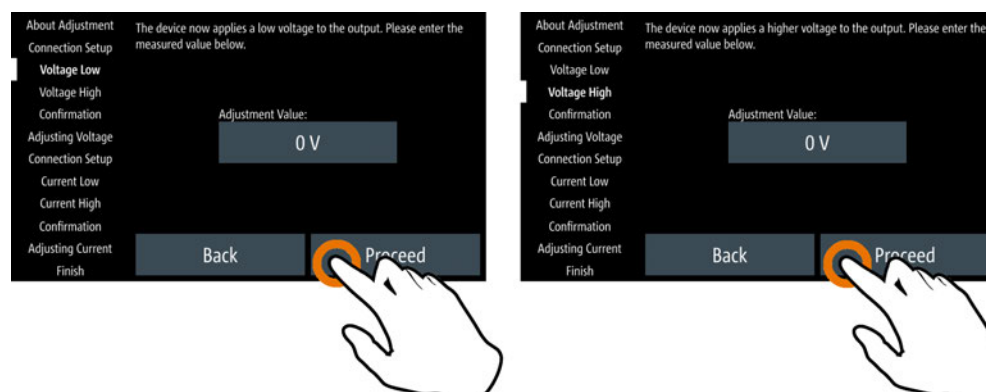 About Adjustment
Connection Setup
Voltage Low
Voltage High
Confirmation
Adjusting Voltage
Connection Setup
Current Low
Current High
Confirmation
Adjusting Current
Finish
The device now applies a low voltage to the output. Please enter the
measured value below.
Adjustment Value:
0 V
Back
Proceed
About Adjustment
Connection Setup
Voltage Low
Voltage High
Confirmation
Adjusting Voltage
Connection Setup
Current Low
Current High
Confirmation
Adjusting Current
Finish
The device now applies a higher voltage to the output. Please enter the
measured value below.
Adjustment Value:
0 V
Back
Proceed